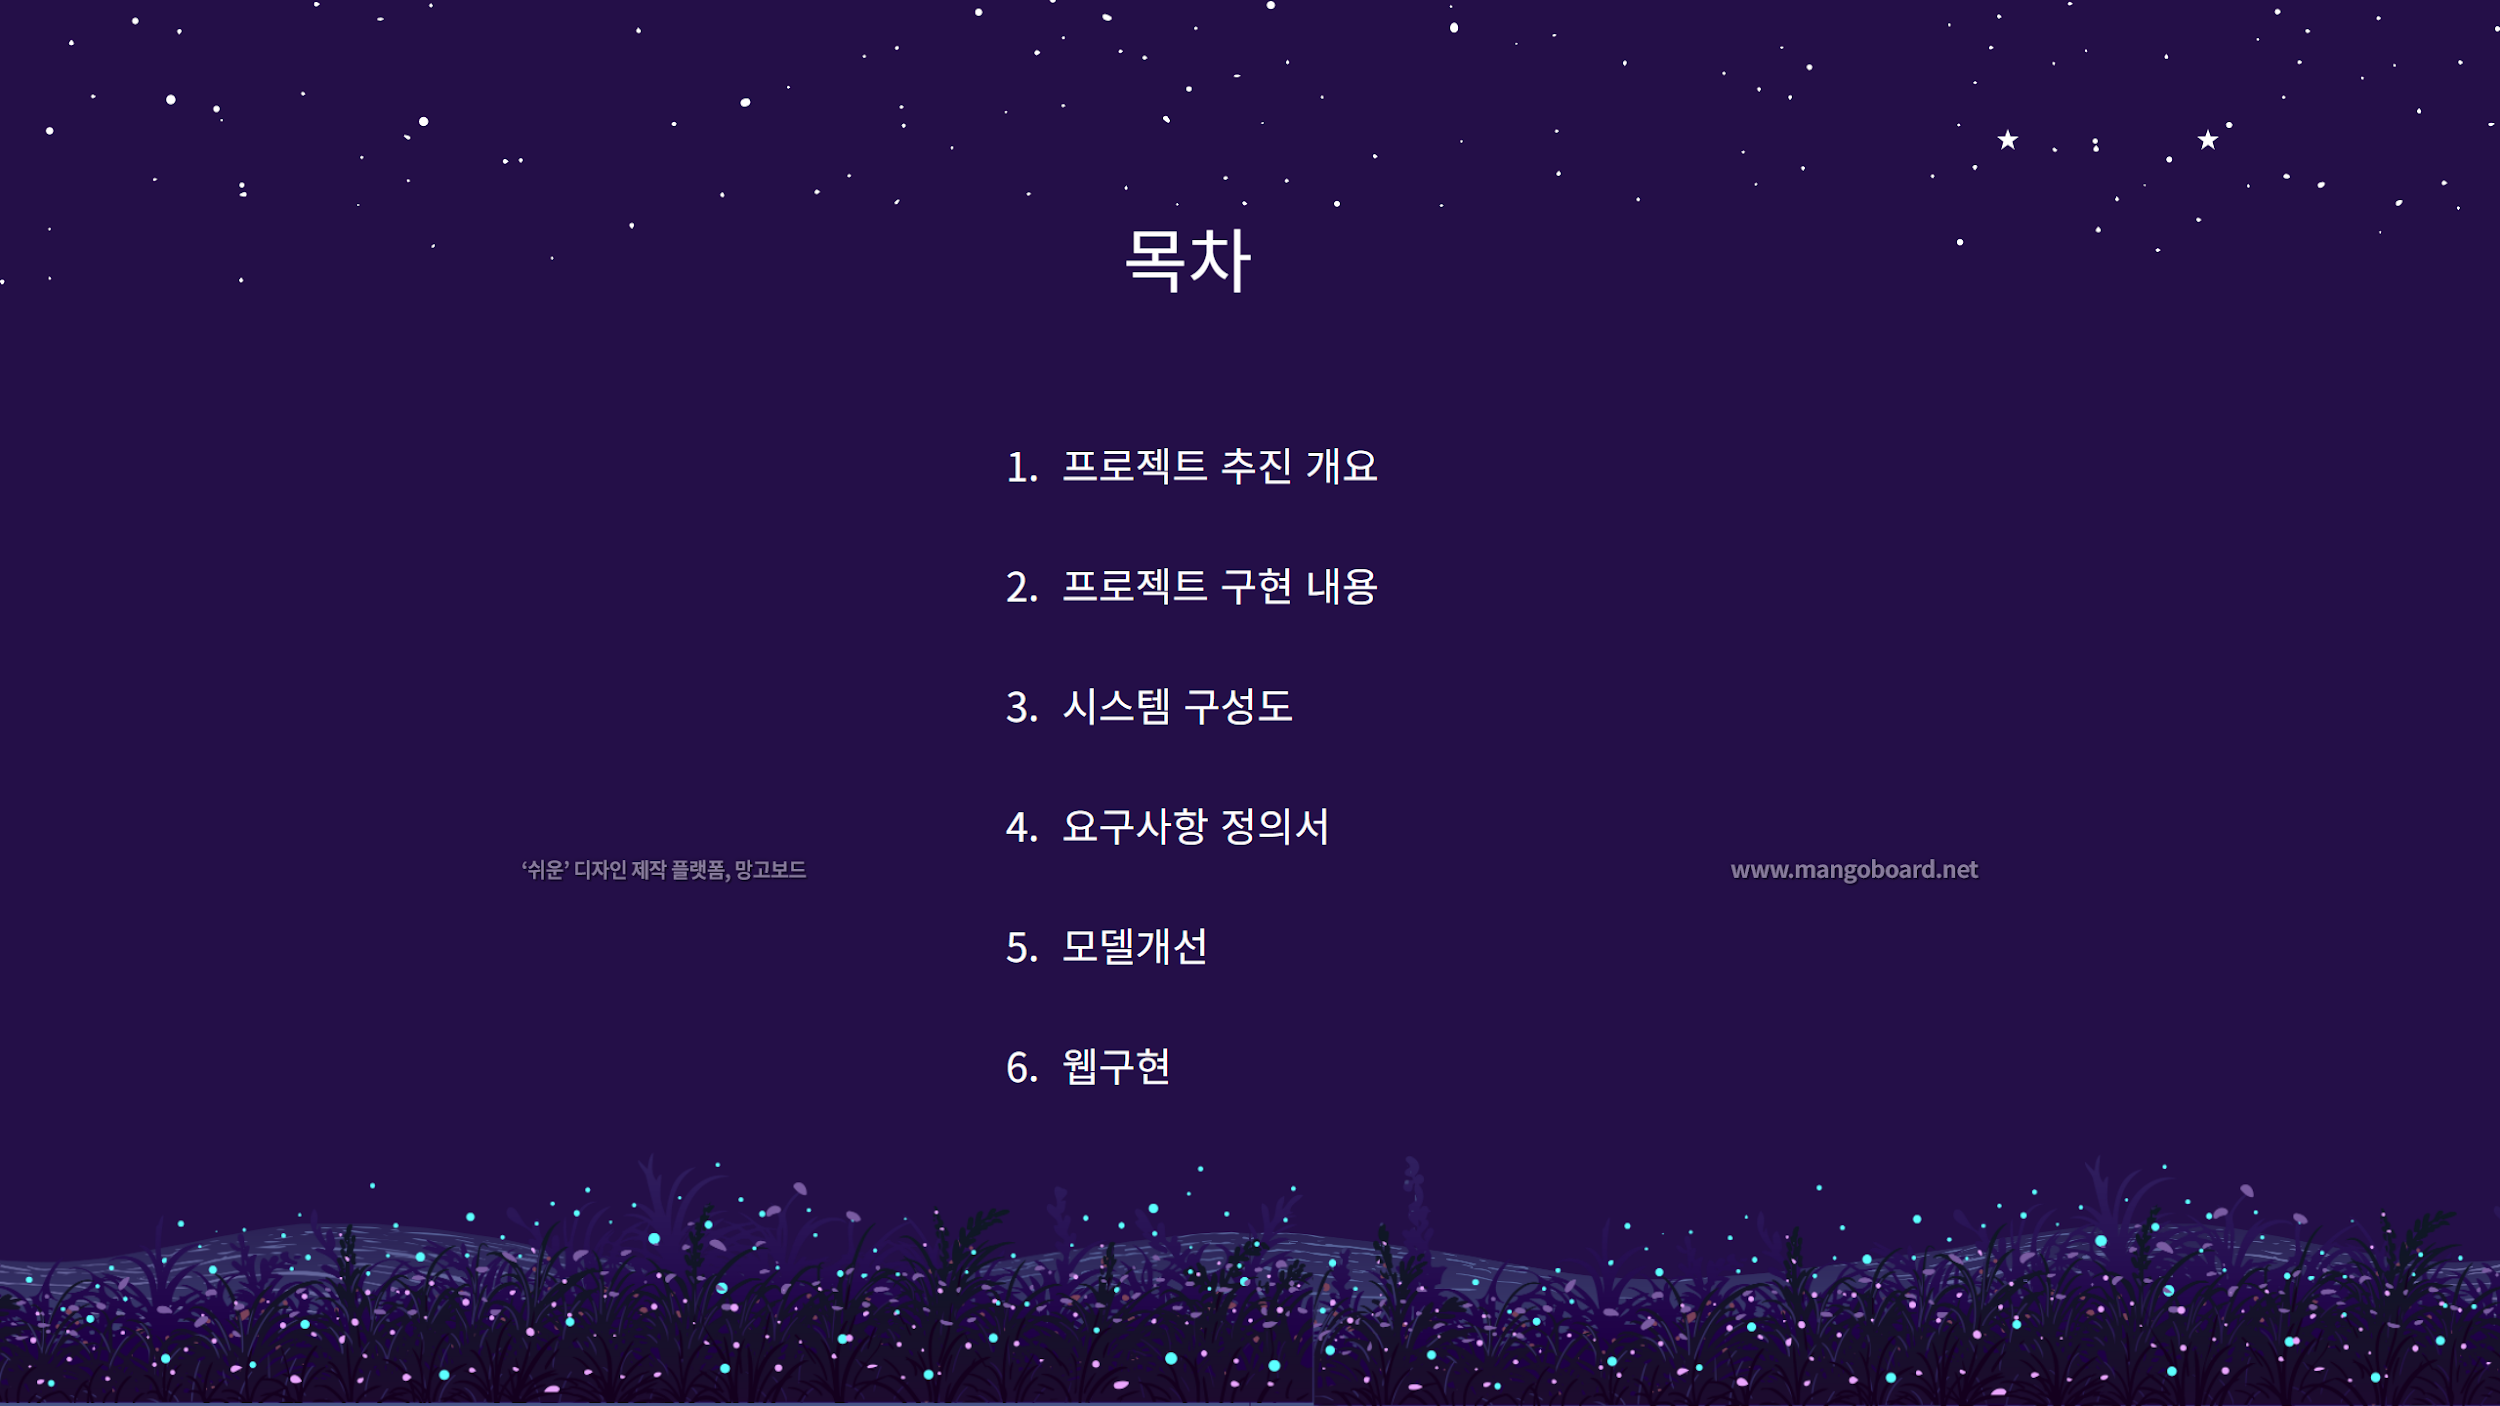 목차
1. 프로젝트 추진 개요
2. 프로젝트 구현 내용
3. 시스템 구성도
4. 요구사항 정의서
‘쉬운’ 디자인 제작 플랫폼, 망고보드
www.mangoboard.net
5. 모델개선
6. 웹구현